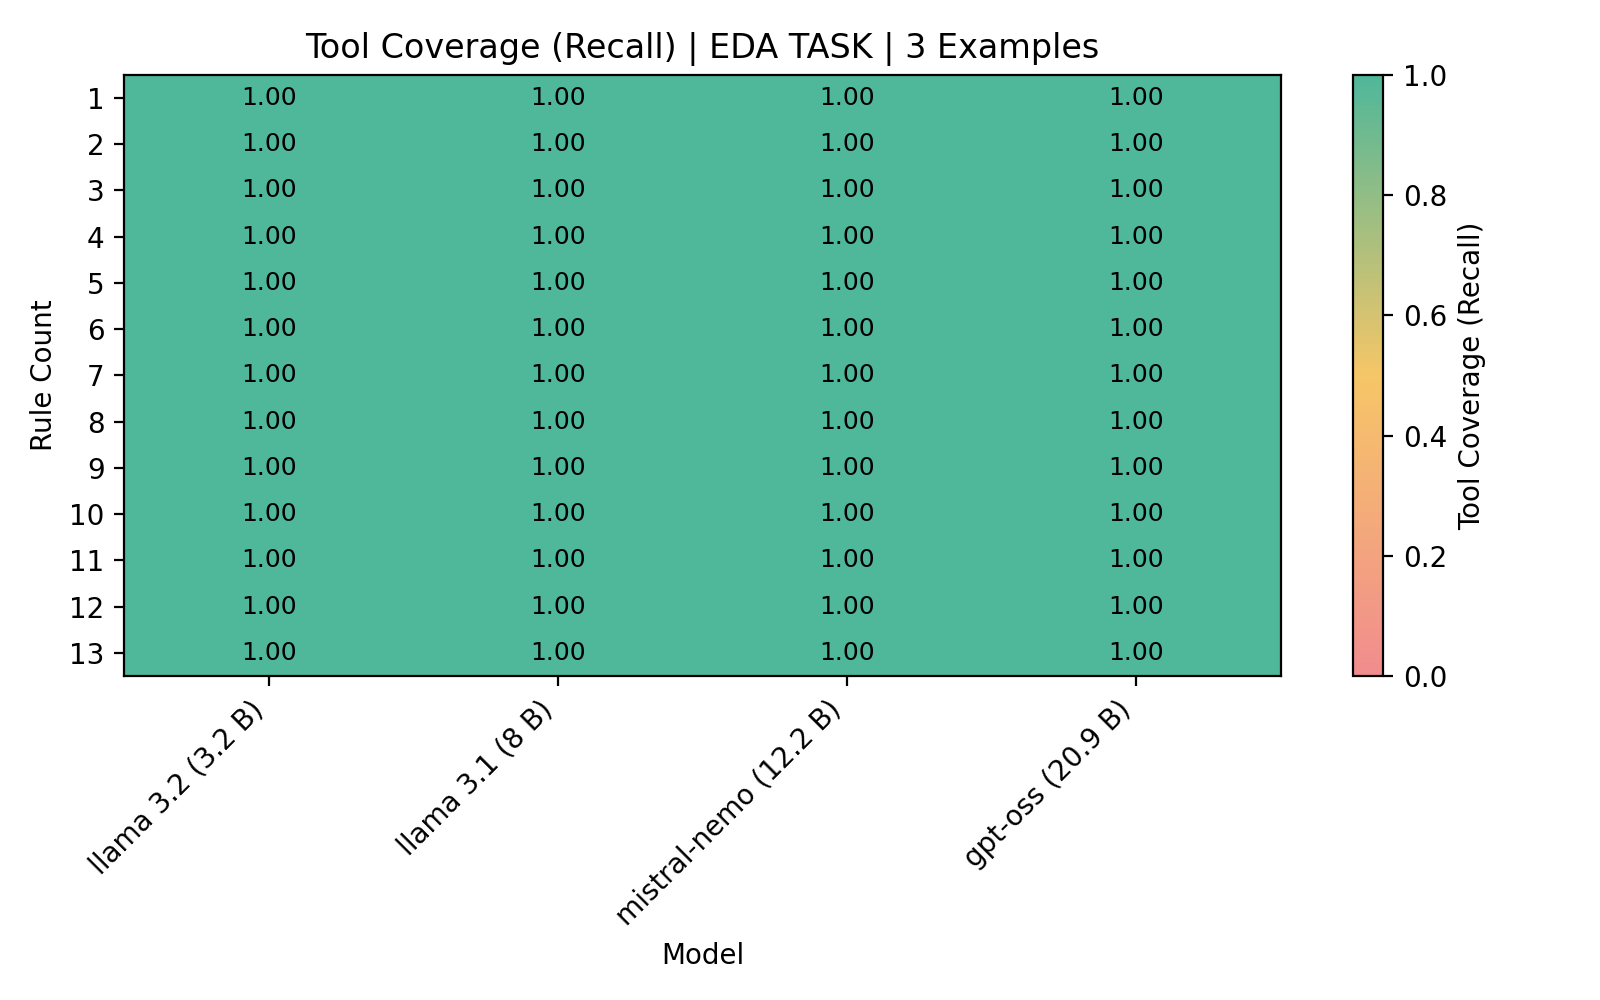 Tool Coverage (Recall) | EDA TASK | 3 Examples
Rule Count
1 1.00 1.00 1.00 1.00
2 1.00 1.00 1.00 1.00
3 1.00 1.00 1.00 1.00
4 1.00 1.00 1.00 1.00
5 1.00 1.00 1.00 1.00
6 1.00 1.00 1.00 1.00
7 1.00 1.00 1.00 1.00
8 1.00 1.00 1.00 1.00
9 1.00 1.00 1.00 1.00
10 1.00 1.00 1.00 1.00
11 1.00 1.00 1.00 1.00
12 1.00 1.00 1.00 1.00
13 1.00 1.00 1.00 1.00
llama 3.2 (3.2 B)
llama 3.1 (8 B)
mistral-nemo (12.2 B)
gpt-oss (20.9 B)
Model
1.0
0.8
0.6
0.4
0.2
0.0
Tool Coverage (Recall)